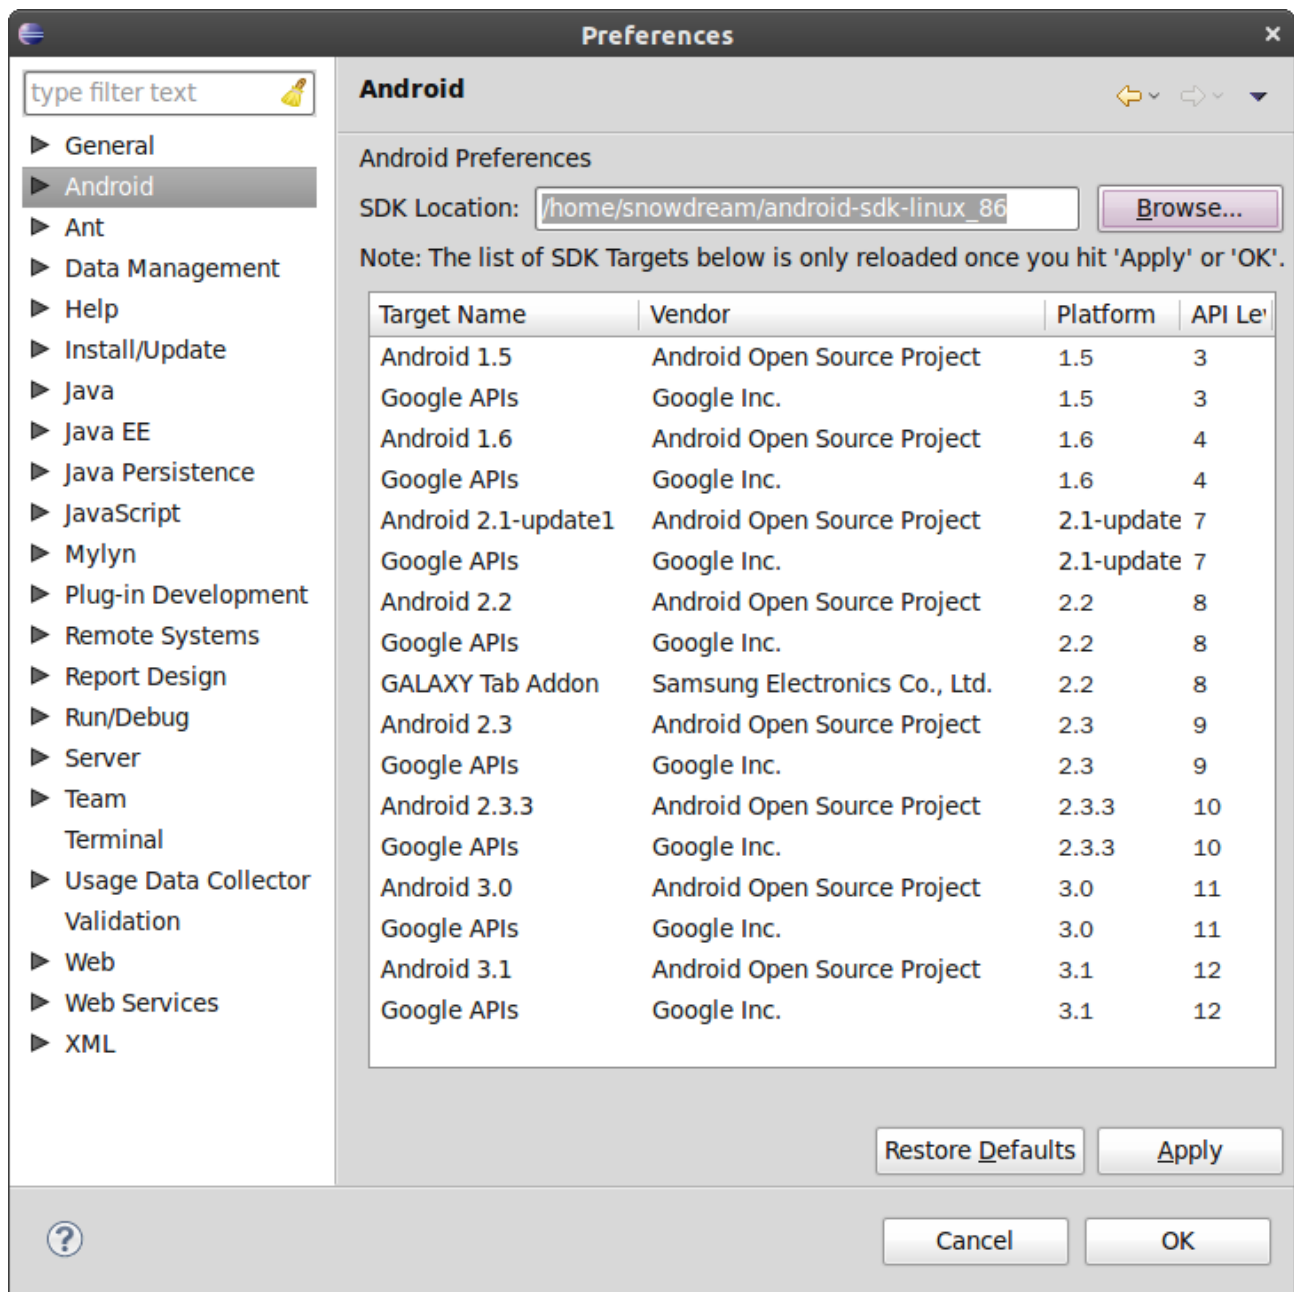 Preferences
type filter text
General
Android
Ant
Data Management
Help
Install/Update
Java
Java EE
Java Persistence
JavaScript
Mylyn
Plug-in Development
Remote Systems
Report Design
Run/Debug
Server
Team
Terminal
Usage Data Collector
Validation
Web
Web Services
XML
Android
Android Preferences
SDK Location: /home/snowdream/android-sdk-linux_86 Browse...
Note: The list of SDK Targets below is only reloaded once you hit 'Apply' or 'OK'.
Target Name Vendor Platform API Le
Android 1.5 Android Open Source Project 1.5 3
Google APIs Google Inc. 1.5 3
Android 1.6 Android Open Source Project 1.6 4
Google APIs Google Inc. 1.6 4
Android 2.1-update1 Android Open Source Project 2.1-update 7
Google APIs Google Inc. 2.1-update 7
Android 2.2 Android Open Source Project 2.2 8
Google APIs Google Inc. 2.2 8
GALAXY Tab Addon Samsung Electronics Co., Ltd. 2.2 8
Android 2.3 Android Open Source Project 2.3 9
Google APIs Google Inc. 2.3 9
Android 2.3.3 Android Open Source Project 2.3.3 10
Google APIs Google Inc. 2.3.3 10
Android 3.0 Android Open Source Project 3.0 11
Google APIs Google Inc. 3.0 11
Android 3.1 Android Open Source Project 3.1 12
Google APIs Google Inc. 3.1 12
Restore Defaults Apply
Cancel OK